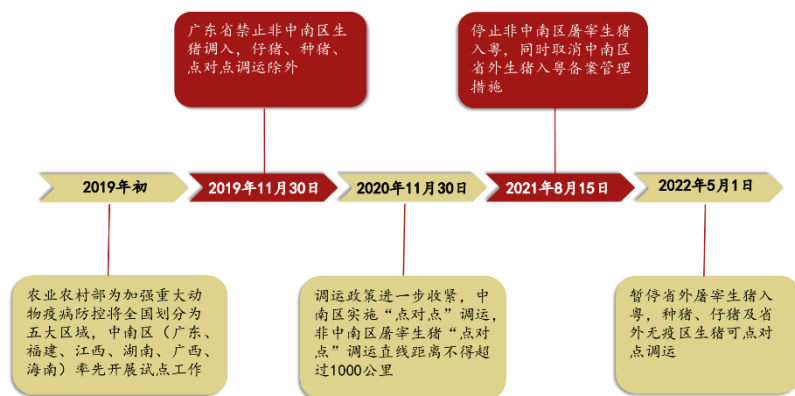 广东省禁止非中南区生
猪调入，仔猪、种猪、
点对点调运除外
停止非中南区屠宰生猪
入粤，同时取消中南区
省外生猪入粤备案管理
措施
2019年初
2019年11月30日
2020年11月30日
2021年8月15日
2022年5月1日
农业农村部为加强重大动
物疫病防控将全国划分为
五大区域，中南区（广东、
福建、江西、湖南、广西、
海南）率先开展试点工作
调运政策进一步收紧，中
南区实施“点对点”调运，
非中南区屠宰生猪“点对
点”调运直线距离不得超
过1000公里
暂停省外屠宰生猪入
粤，种猪、仔猪及省
外无疫区生猪可点对
点调运